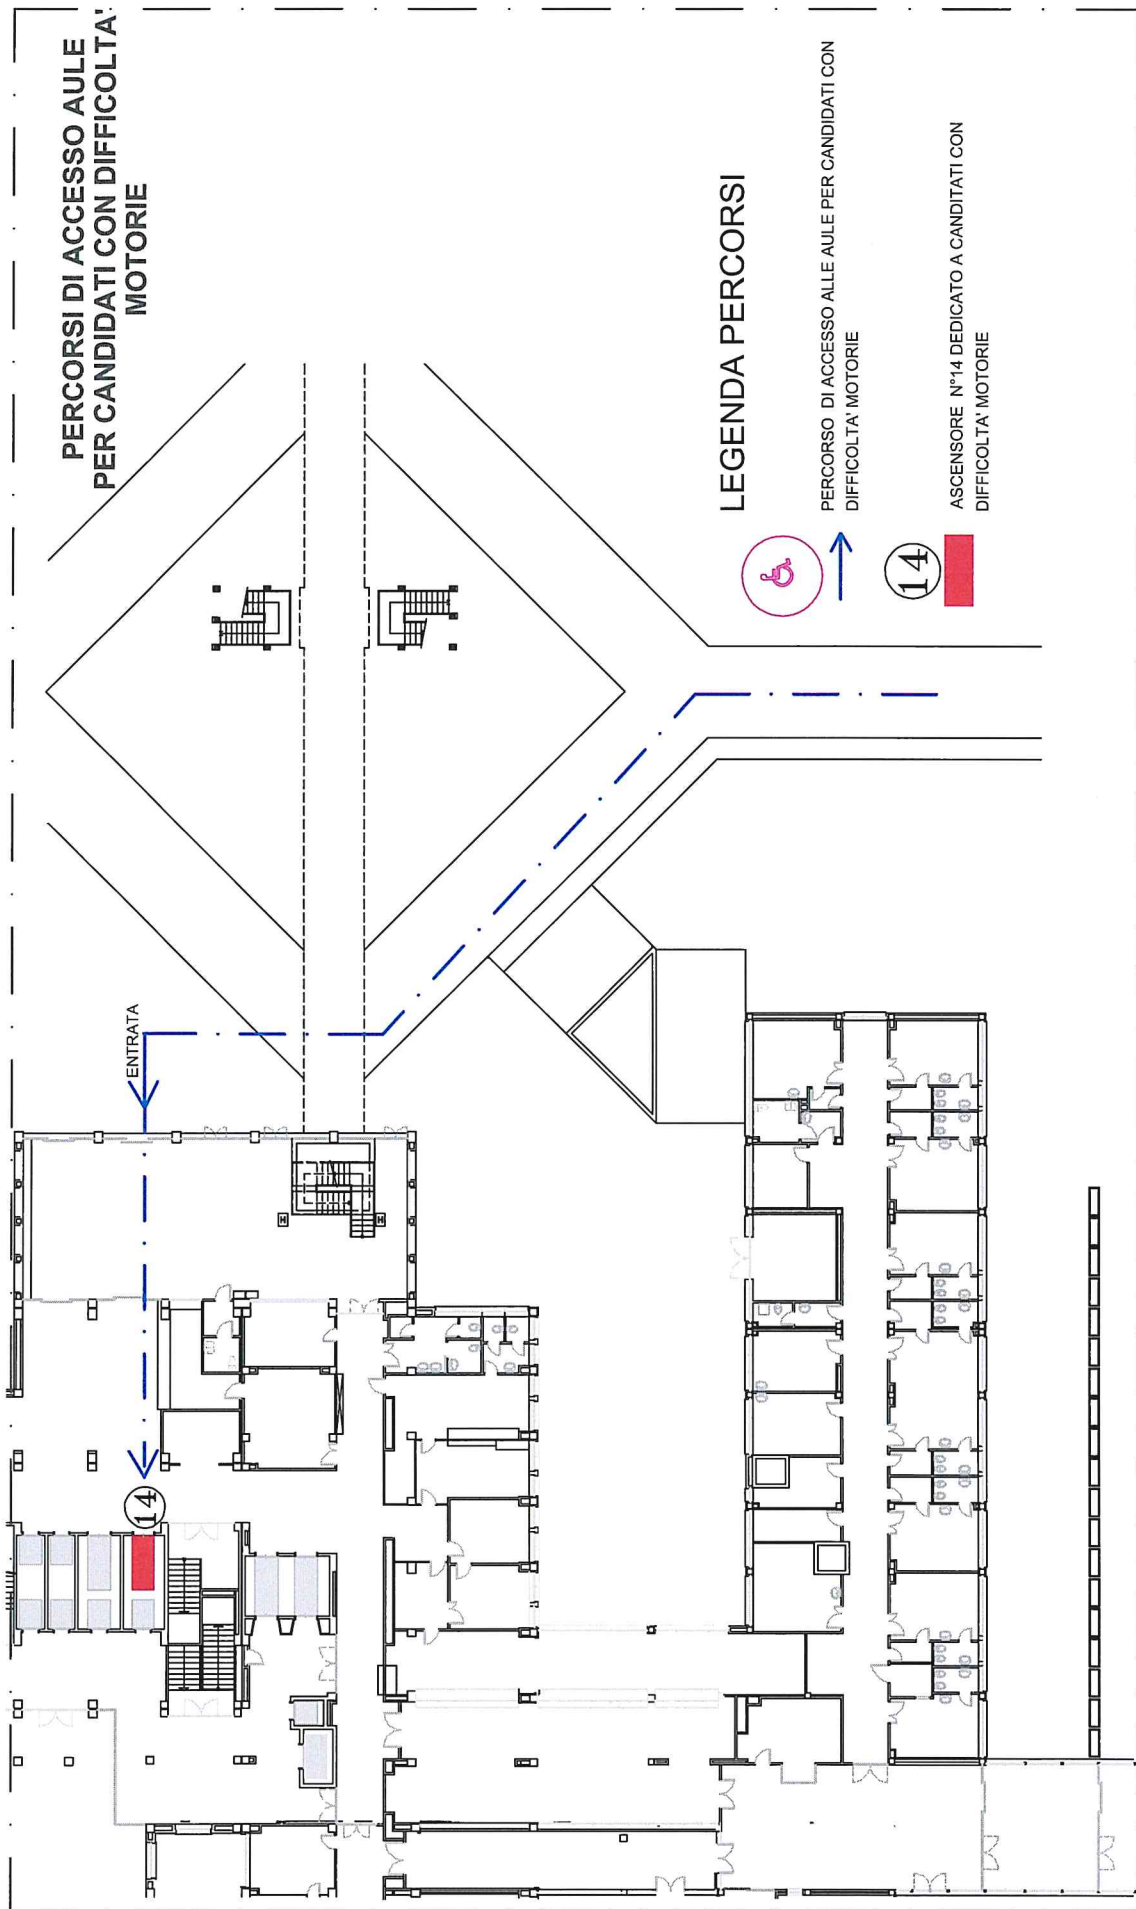 PERCORSI DI ACCESSO AULE
PER CANDIDATI CON DIFFICOLTA'
MOTORIE
ENTRATA
14
LEGENDA PERCORSI
PERCORSO DI ACCESSO ALLE AULE PER CANDIDATI CON
DIFFICOLTA' MOTORIE
14
ASCENSORE N°14 DEDICATO A CANDITATI CON
DIFFICOLTA' MOTORIE
H
H